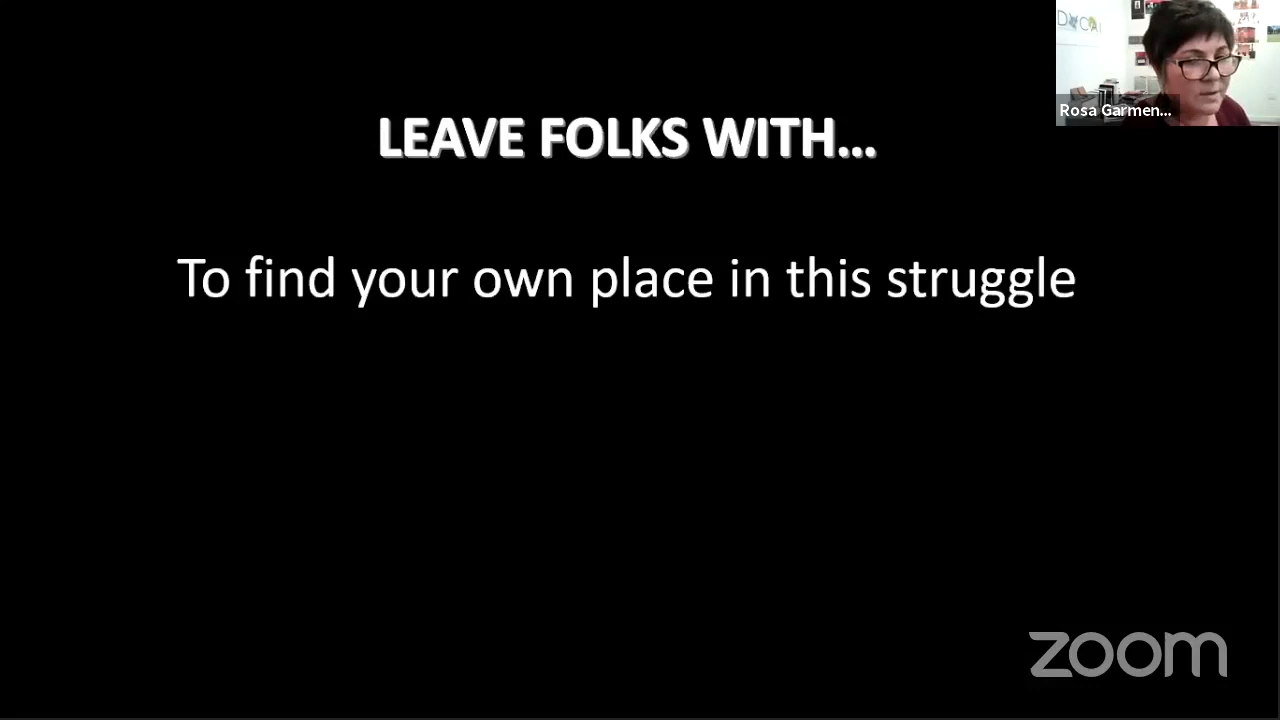 LEAVE FOLKS WITH…
To find your own place in this struggle
Rosa Garmen...
zoom